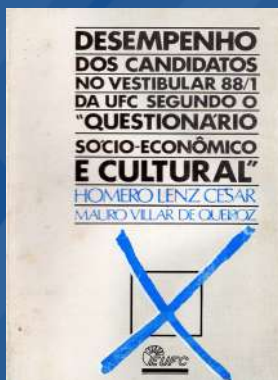 DESEMPENHO
DOS CANDIDATOS
NO VESTIBULAR 88/1
DA UFC SEGUNDO O
"QUESTIONÁRIO
SÓCIO-ECONÔMICO
E CULTURAL"
HOMERO LENZ CESAR
MAURO VILLAR DE QUEIROZ
EUFC